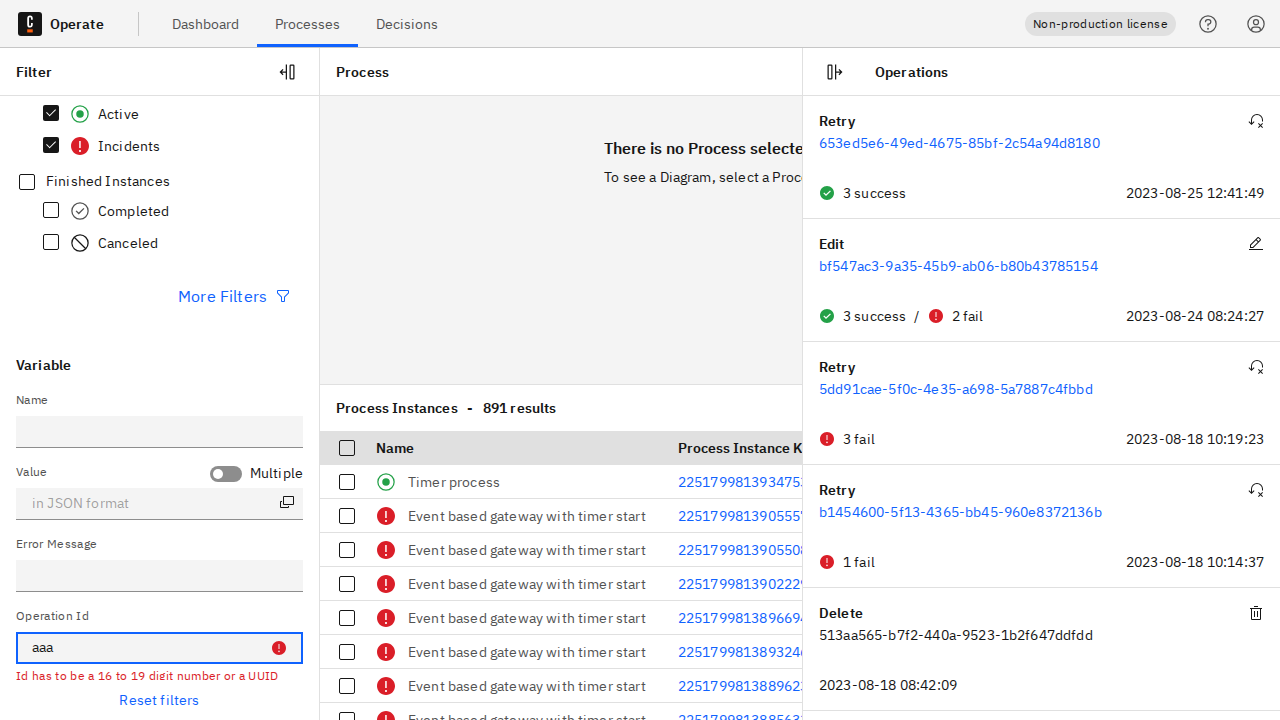 C Operate Dashboard Processes Decisions Non-production license
Filter
Active
Incidents
Finished Instances
Completed
Canceled
More Filters
Variable
Name
Value Multiple
in JSON format
Error Message
Operation Id
aaa
Id has to be a 16 to 19 digit number or a UUID
Reset filters
Process
There is no Process selecte
To see a Diagram, select a Proc
Process Instances - 891 results
Name Process Instance K
Timer process 225179981393475
Event based gateway with timer start 225179981390555
Event based gateway with timer start 225179981390550
Event based gateway with timer start 225179981390222
Event based gateway with timer start 225179981389669
Event based gateway with timer start 225179981389324
Event based gateway with timer start 225179981388962
Event based gateway with timer start
Operations
Retry
653ed5e6-49ed-4675-85bf-2c54a94d8180
3 success 2023-08-25 12:41:49
Edit
bf547ac3-9a35-45b9-ab06-b80b43785154
3 success / 2 fail 2023-08-24 08:24:27
Retry
5dd91cae-5f0c-4e35-a698-5a7887c4fbbd
3 fail 2023-08-18 10:19:23
Retry
b1454600-5f13-4365-bb45-960e8372136b
1 fail 2023-08-18 10:14:37
Delete
513aa565-b7f2-440a-9523-1b2f647ddfdd
2023-08-18 08:42:09